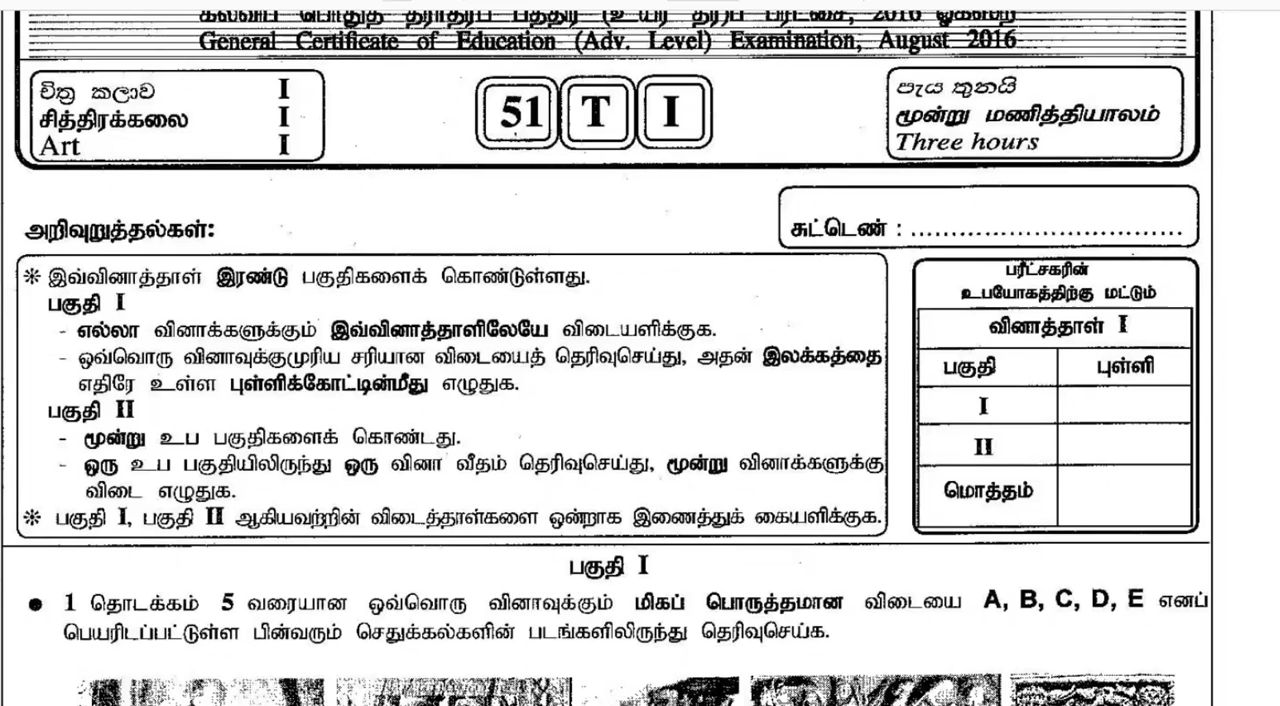 General Certificate of Education (Adv. Level) Examination, August 2016
චිත්‍ර කලාව I
சித்திரக்கலை I
Art I
51 T I
පැය තුනයි
மூன்று மணித்தியாலம்
Three hours
அறிவுறுத்தல்கள்:
சுட்டெண் : ................................
※ இவ்வினாத்தாள் இரண்டு பகுதிகளைக் கொண்டுள்ளது.
பகுதி I
- எல்லா வினாக்களுக்கும் இவ்வினாத்தாளிலேயே விடையளிக்குக.
- ஒவ்வொரு வினாவுக்குமுரிய சரியான விடையைத் தெரிவுசெய்து, அதன் இலக்கத்தை
எதிரே உள்ள புள்ளிக்கோட்டின்மீது எழுதுக.
பகுதி II
- மூன்று உப பகுதிகளைக் கொண்டது.
- ஒரு உப பகுதியிலிருந்து ஒரு வினா வீதம் தெரிவுசெய்து, மூன்று வினாக்களுக்கு
விடை எழுதுக.
※ பகுதி I, பகுதி II ஆகியவற்றின் விடைத்தாள்களை ஒன்றாக இணைத்துக் கையளிக்குக.
பரீட்சகரின்
உபயோகத்திற்கு மட்டும்
வினாத்தாள் I
பகுதி புள்ளி
I
II
மொத்தம்
பகுதி I
● 1 தொடக்கம் 5 வரையான ஒவ்வொரு வினாவுக்கும் மிகப் பொருத்தமான விடையை A, B, C, D, E எனப்
பெயரிடப்பட்டுள்ள பின்வரும் செதுக்கல்களின் படங்களிலிருந்து தெரிவுசெய்க.